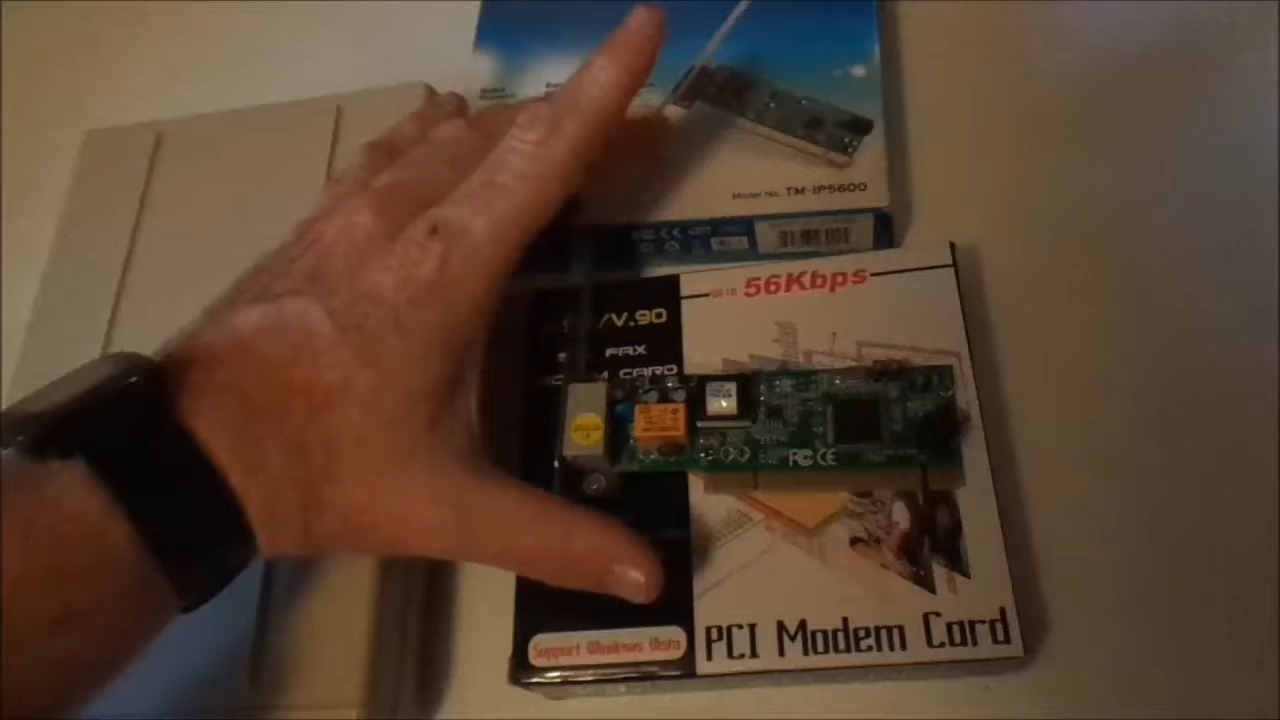 Model No. TM-IP5600
56Kbps
/V.90
FAX
CARD
FC CE
PCI Modem Card
Support Windows Vista